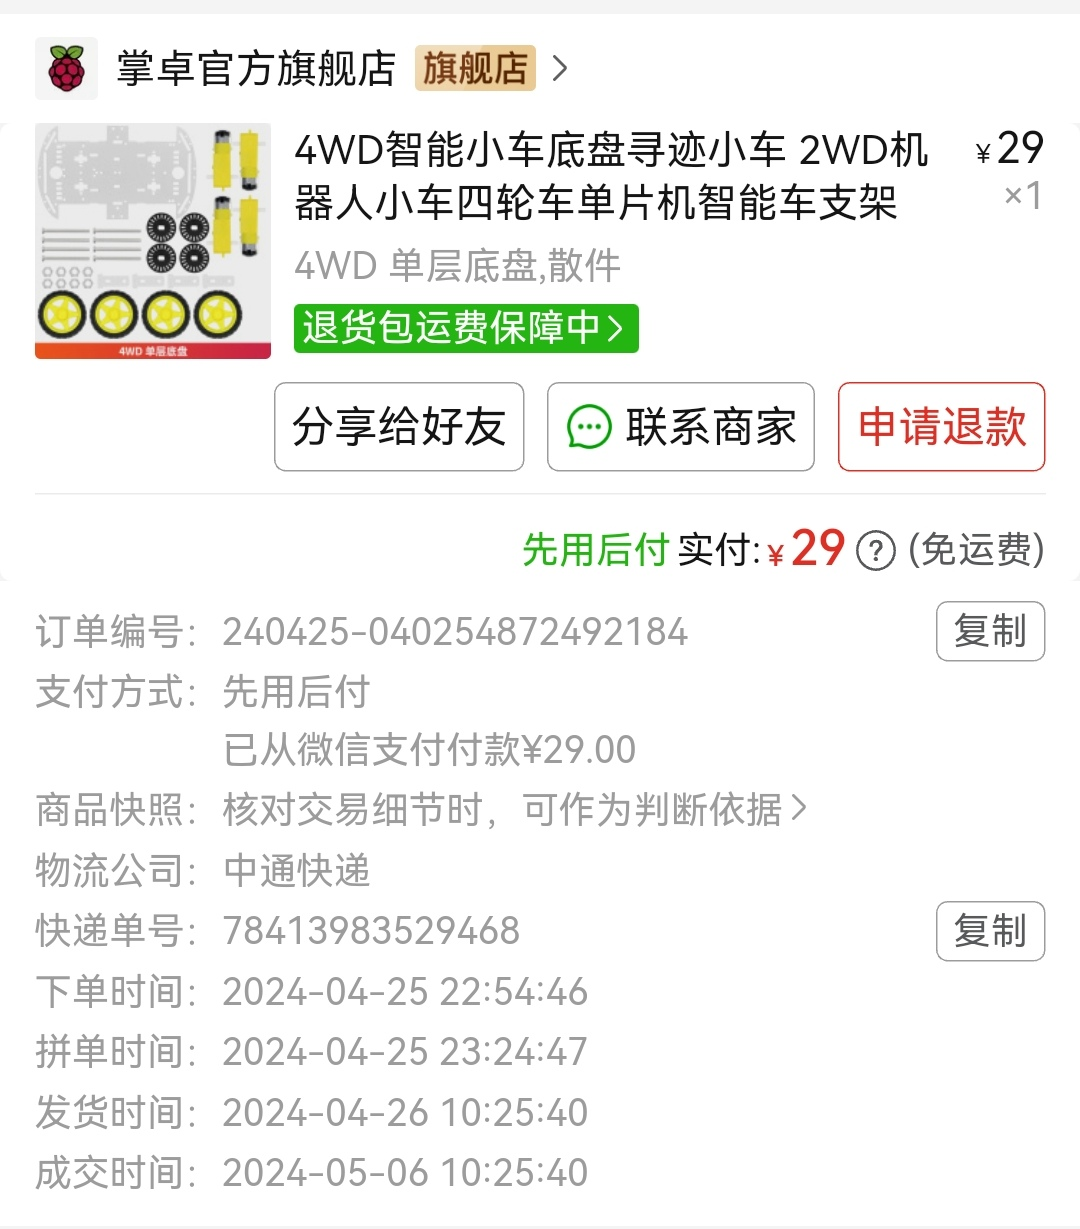 掌卓官方旗舰店 旗舰店
4WD智能小车底盘寻迹小车 2WD机 ¥29
器人小车四轮车单片机智能车支架 ×1
4WD 单层底盘,散件
退货包运费保障中
4WD 单层底盘
分享给好友 联系商家 申请退款
先用后付 实付:¥29 ? (免运费)
订单编号: 240425-040254872492184 复制
支付方式: 先用后付
已从微信支付付款¥29.00
商品快照: 核对交易细节时，可作为判断依据
物流公司: 中通快递
快递单号: 78413983529468 复制
下单时间: 2024-04-25 22:54:46
拼单时间: 2024-04-25 23:24:47
发货时间: 2024-04-26 10:25:40
成交时间: 2024-05-06 10:25:40